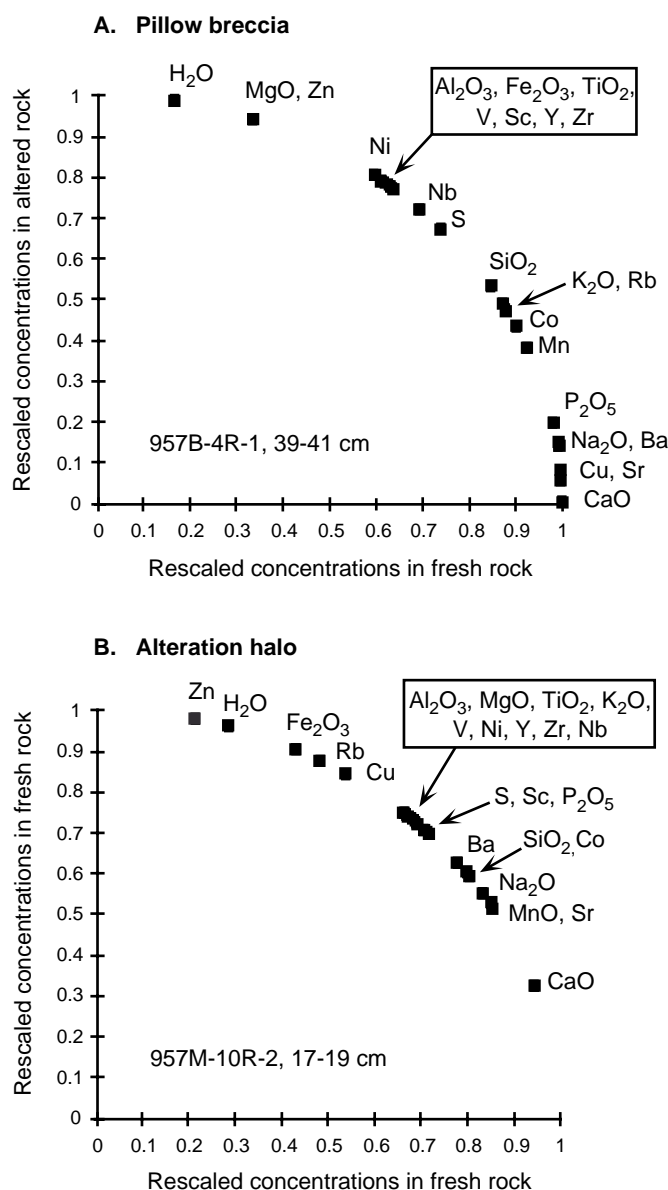 A. Pillow breccia
H₂O
MgO, Zn
Al₂O₃, Fe₂O₃, TiO₂,
V, Sc, Y, Zr
Ni
Nb
S
SiO₂
K₂O, Rb
Co
Mn
P₂O₅
Na₂O, Ba
Cu, Sr
CaO
957B-4R-1, 39-41 cm
Rescaled concentrations in altered rock
1
0.9
0.8
0.7
0.6
0.5
0.4
0.3
0.2
0.1
0
0 0.1 0.2 0.3 0.4 0.5 0.6 0.7 0.8 0.9 1
Rescaled concentrations in fresh rock
B. Alteration halo
Zn
H₂O
Fe₂O₃
Rb
Cu
Al₂O₃, MgO, TiO₂, K₂O,
V, Ni, Y, Zr, Nb
S, Sc, P₂O₅
Ba
SiO₂,Co
Na₂O
MnO, Sr
CaO
957M-10R-2, 17-19 cm
Rescaled concentrations in fresh rock
1
0.9
0.8
0.7
0.6
0.5
0.4
0.3
0.2
0.1
0
0 0.1 0.2 0.3 0.4 0.5 0.6 0.7 0.8 0.9 1
Rescaled concentrations in fresh rock